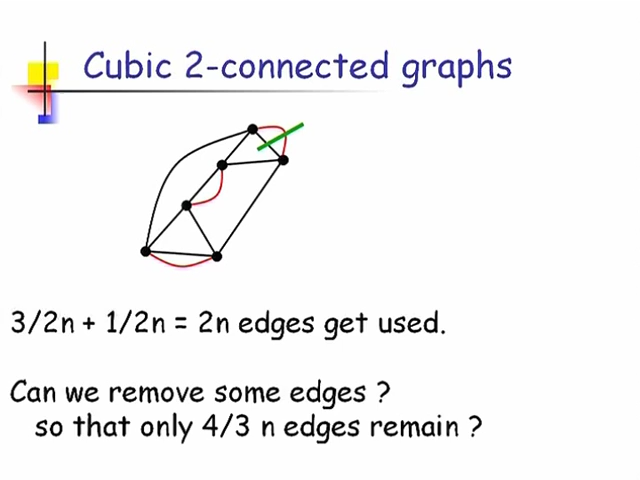 Cubic 2-connected graphs
3/2n + 1/2n = 2n edges get used.
Can we remove some edges ?
so that only 4/3 n edges remain ?